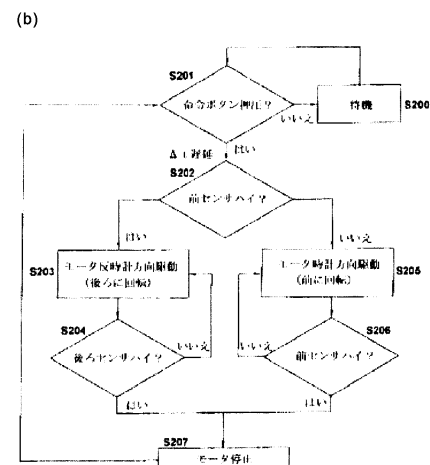 (b)
S201
命令ボタン押圧?
いいえ
待機
S200
Δt遅延
はい
S202
前センサハイ?
はい
いいえ
S203
モータ反時計方向駆動
(後ろに回転)
モータ時計方向駆動
(前に回転)
S205
S204
後ろセンサハイ?
いいえ
はい
S206
前センサハイ?
いいえ
はい
S207
モータ停止